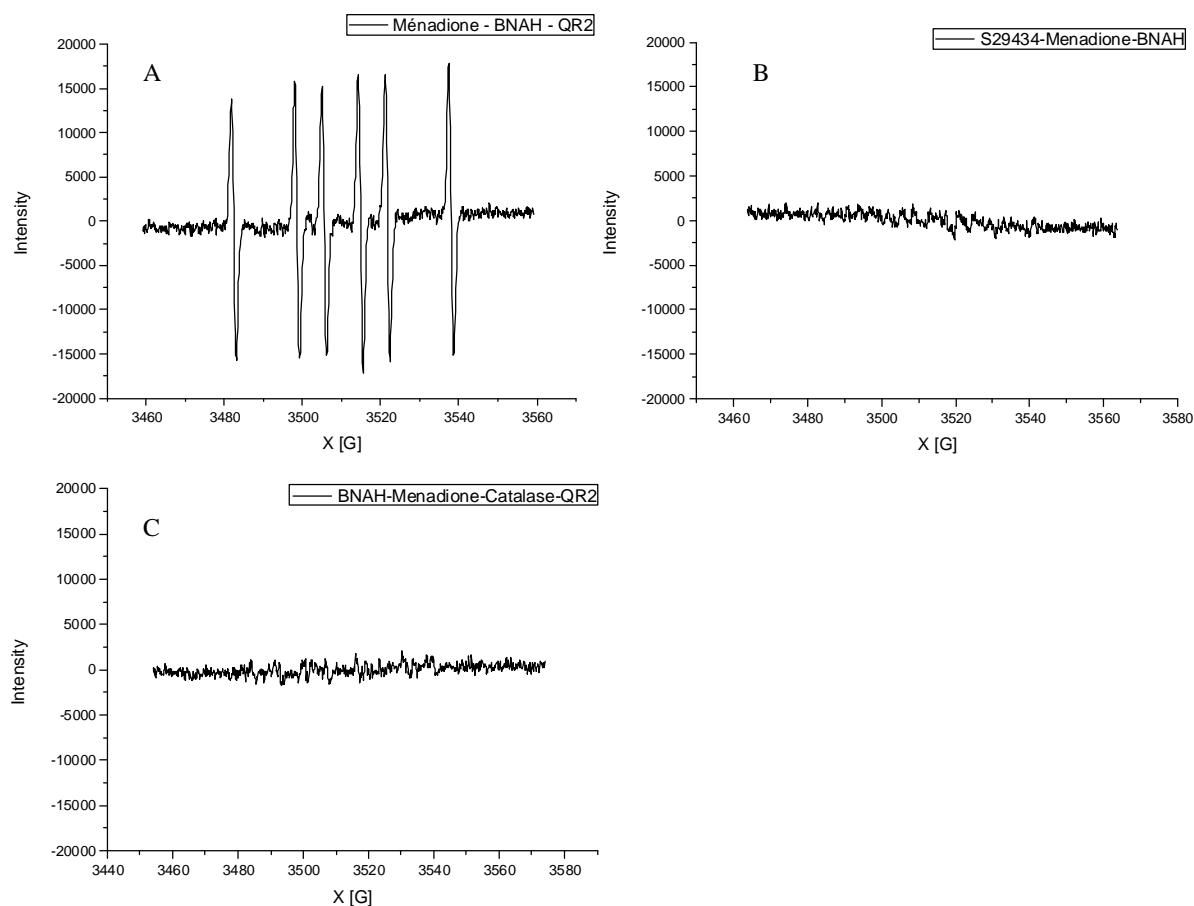 Ménadione - BNAH - QR2
A
20000
15000
10000
5000
0
-5000
-10000
-15000
-20000
Intensity
3460 3480 3500 3520 3540 3560
X [G]
S29434-Menadione-BNAH
B
20000
15000
10000
5000
0
-5000
-10000
-15000
-20000
Intensity
3460 3480 3500 3520 3540 3560 3580
X [G]
BNAH-Menadione-Catalase-QR2
C
20000
15000
10000
5000
0
-5000
-10000
-15000
-20000
Intensity
3440 3460 3480 3500 3520 3540 3560 3580
X [G]